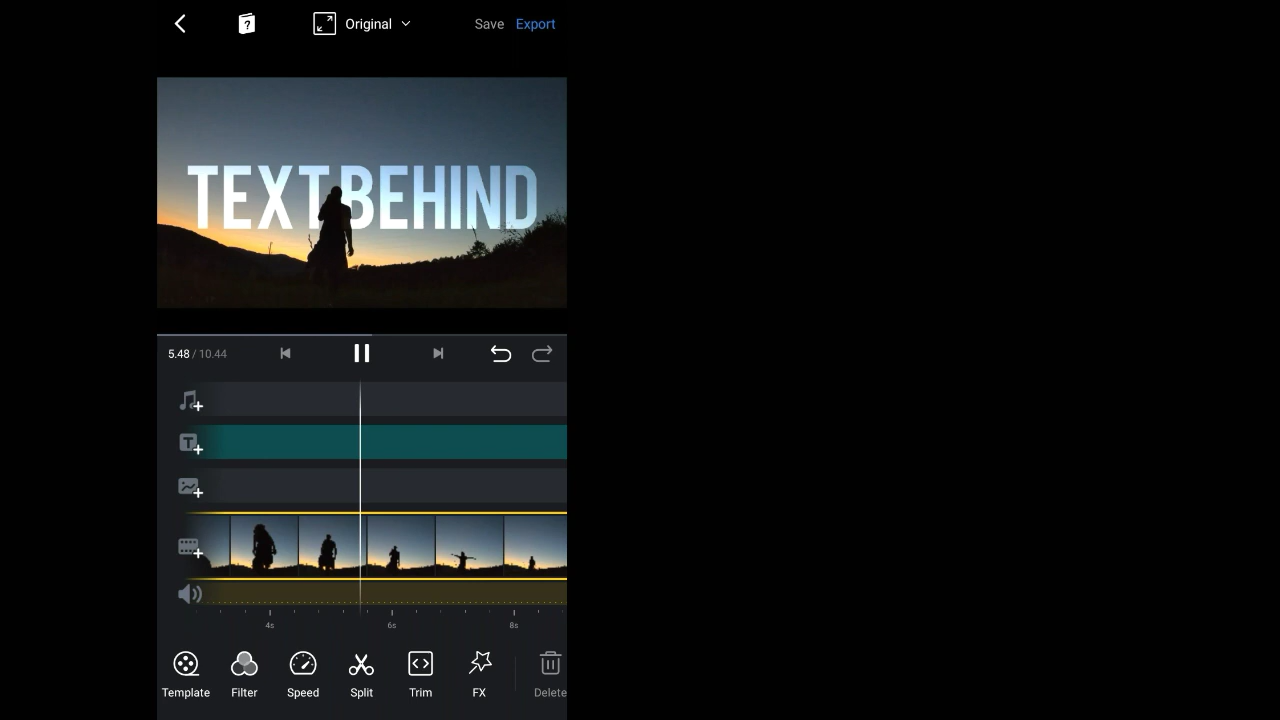 Original
Save
Export
TEXT BEHIND
5.48 / 10.44
T
4s
6s
8s
Template
Filter
Speed
Split
Trim
FX
Delete